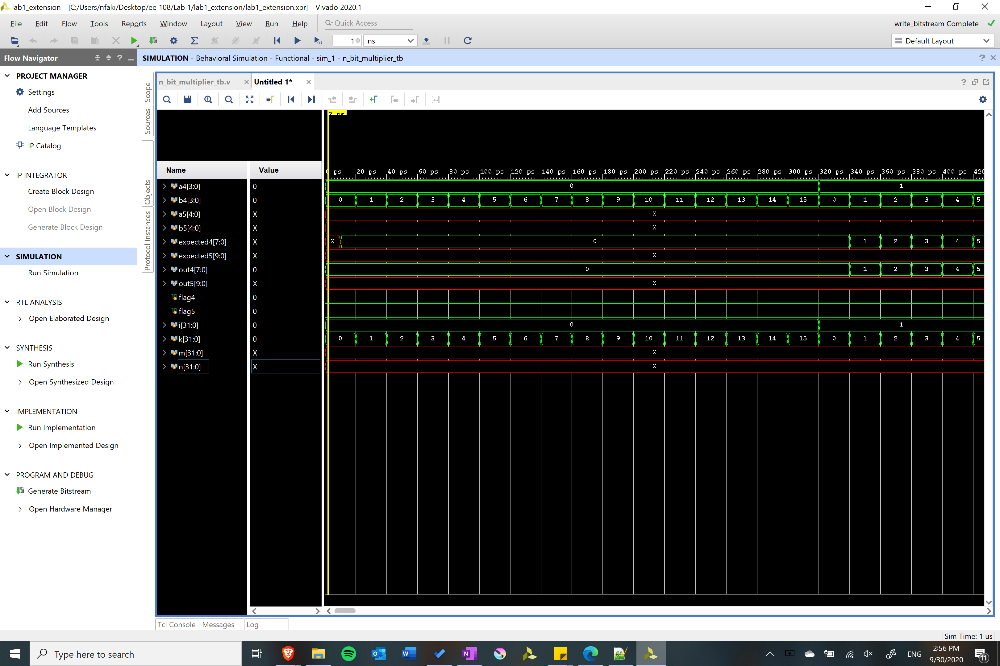 lab1_extension - [C:/Users/nfaki/Desktop/ee 108/Lab 1/lab1_extension/lab1_extension.xpr] - Vivado 2020.1
File Edit Flow Tools Reports Window Layout View Run Help Quick Access write_bitstream Complete
1 ns Default Layout
Flow Navigator
SIMULATION - Behavioral Simulation - Functional - sim_1 - n_bit_multiplier_tb
PROJECT MANAGER
Settings
Add Sources
Language Templates
IP Catalog
IP INTEGRATOR
Create Block Design
Open Block Design
Generate Block Design
SIMULATION
Run Simulation
RTL ANALYSIS
Open Elaborated Design
SYNTHESIS
Run Synthesis
Open Synthesized Design
IMPLEMENTATION
Run Implementation
Open Implemented Design
PROGRAM AND DEBUG
Generate Bitstream
Open Hardware Manager
Scope
Sources
Objects
Protocol Instances
n_bit_multiplier_tb.v Untitled 1*
2 ps
Name Value
0 ps 20 ps 40 ps 60 ps 80 ps 100 ps 120 ps 140 ps 160 ps 180 ps 200 ps 220 ps 240 ps 260 ps 280 ps 300 ps 320 ps 340 ps 360 ps 380 ps 400 ps 420
a4[3:0] 0 0 1
b4[3:0] 0 0 1 2 3 4 5 6 7 8 9 10 11 12 13 14 15 0 1 2 3 4 5
a5[4:0] X X
b5[4:0] X X
expected4[7:0] X X 0 1 2 3 4 5
expected5[9:0] X X
out4[7:0] 0 0 1 2 3 4 5
out5[9:0] X X
flag4 0
flag5 0
i[31:0] 0 0 1
k[31:0] 0 0 1 2 3 4 5 6 7 8 9 10 11 12 13 14 15 0 1 2 3 4 5
m[31:0] X X
n[31:0] X X
Tcl Console Messages Log
Sim Time: 1 us
Type here to search
ENG
2:56 PM
9/30/2020
11